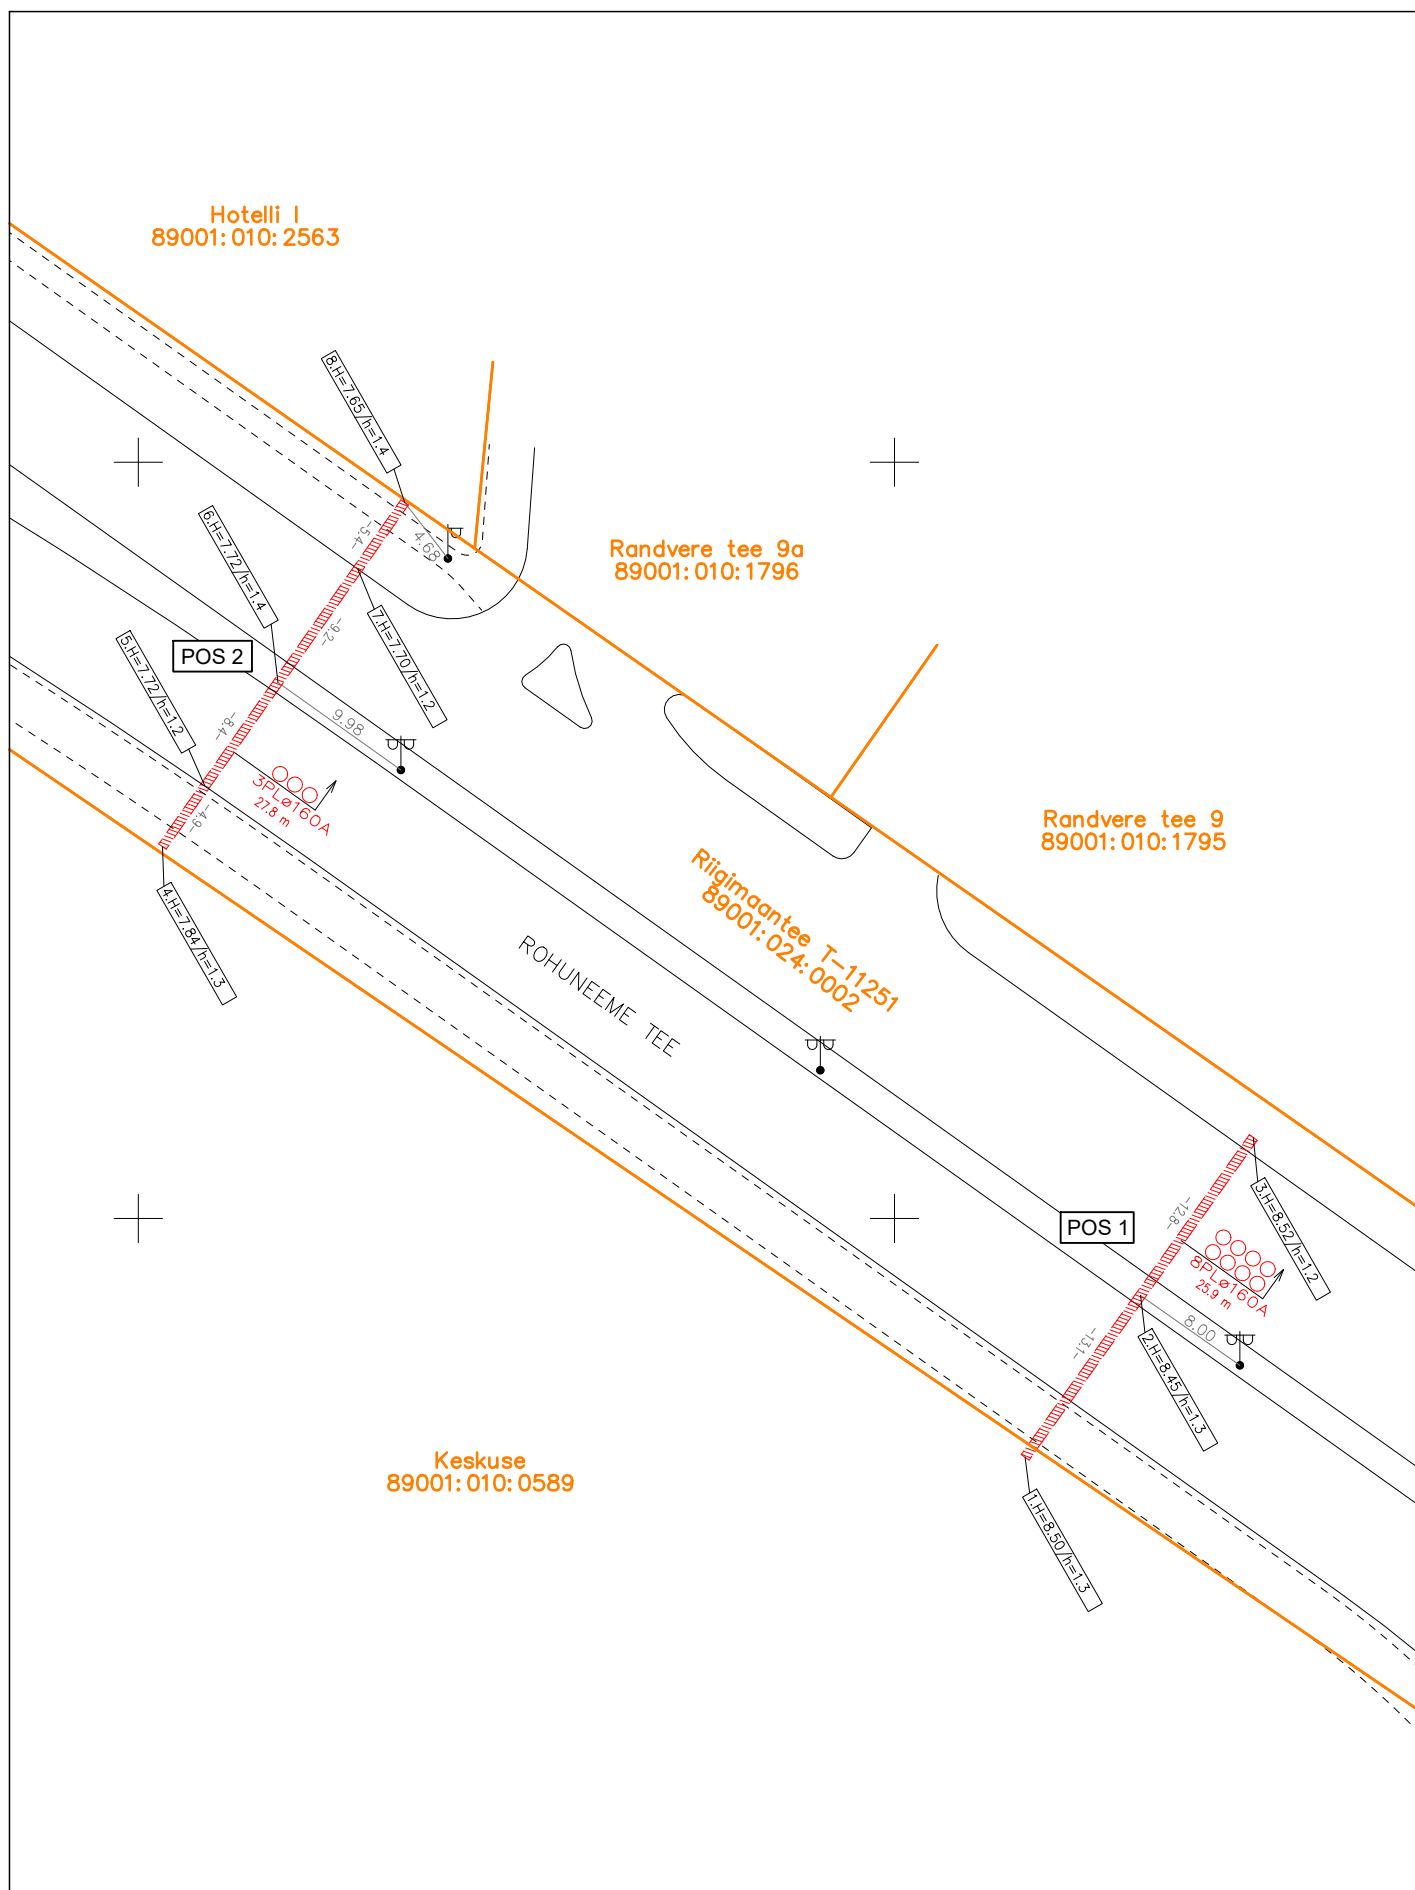 Hotelli I
89001:010:2563
8.H=7.65/h=1.4
-5.4-
4.68
6.H=7.72/h=1.4
Randvere tee 9a
89001:010:1796
-9.2-
7.H=7.70/h=1.2
POS 2
5.H=7.72/h=1.2
-8.4-
9.98
3PLø160A
27.8 m
-4.9-
4.H=7.84/h=1.3
Randvere tee 9
89001:010:1795
Riigimaantee T-11251
89001:024:0002
ROHUNEEME TEE
3.H=8.52/h=1.2
-12.8-
POS 1
8PLø160A
25.9 m
8.00
-13.1-
2.H=8.45/h=1.3
Keskuse
89001:010:0589
1.H=8.50/h=1.3